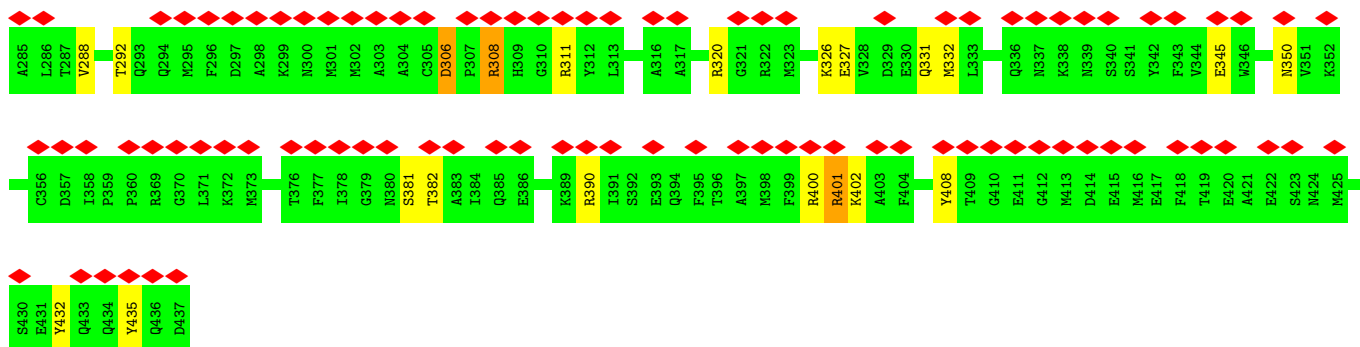 A285 L286 T287 V288 T292 Q293 Q294 M295 F296 D297 A298 K299 N300 M301 M302 A303 A304 C305 D306 P307 R308 H309 G310 R311 Y312 L313 A316 A317 R320 G321 R322 M323 K326 E327 V328 D329 E330 Q331 M332 L333 Q336 N337 K338 N339 S340 S341 Y342 F343 V344 E345 W346 N350 V351 K352
C356 D357 I358 P359 P360 R369 G370 L371 K372 M373 T376 F377 I378 G379 N380 S381 T382 A383 I384 Q385 E386 K389 R390 I391 S392 E393 Q394 F395 T396 A397 M398 F399 R400 R401 K402 A403 F404 Y408 T409 G410 E411 G412 M413 D414 E415 M416 E417 F418 T419 E420 A421 E422 S423 N424 M425
S430 E431 Y432 Q433 Q434 Y435 Q436 D437